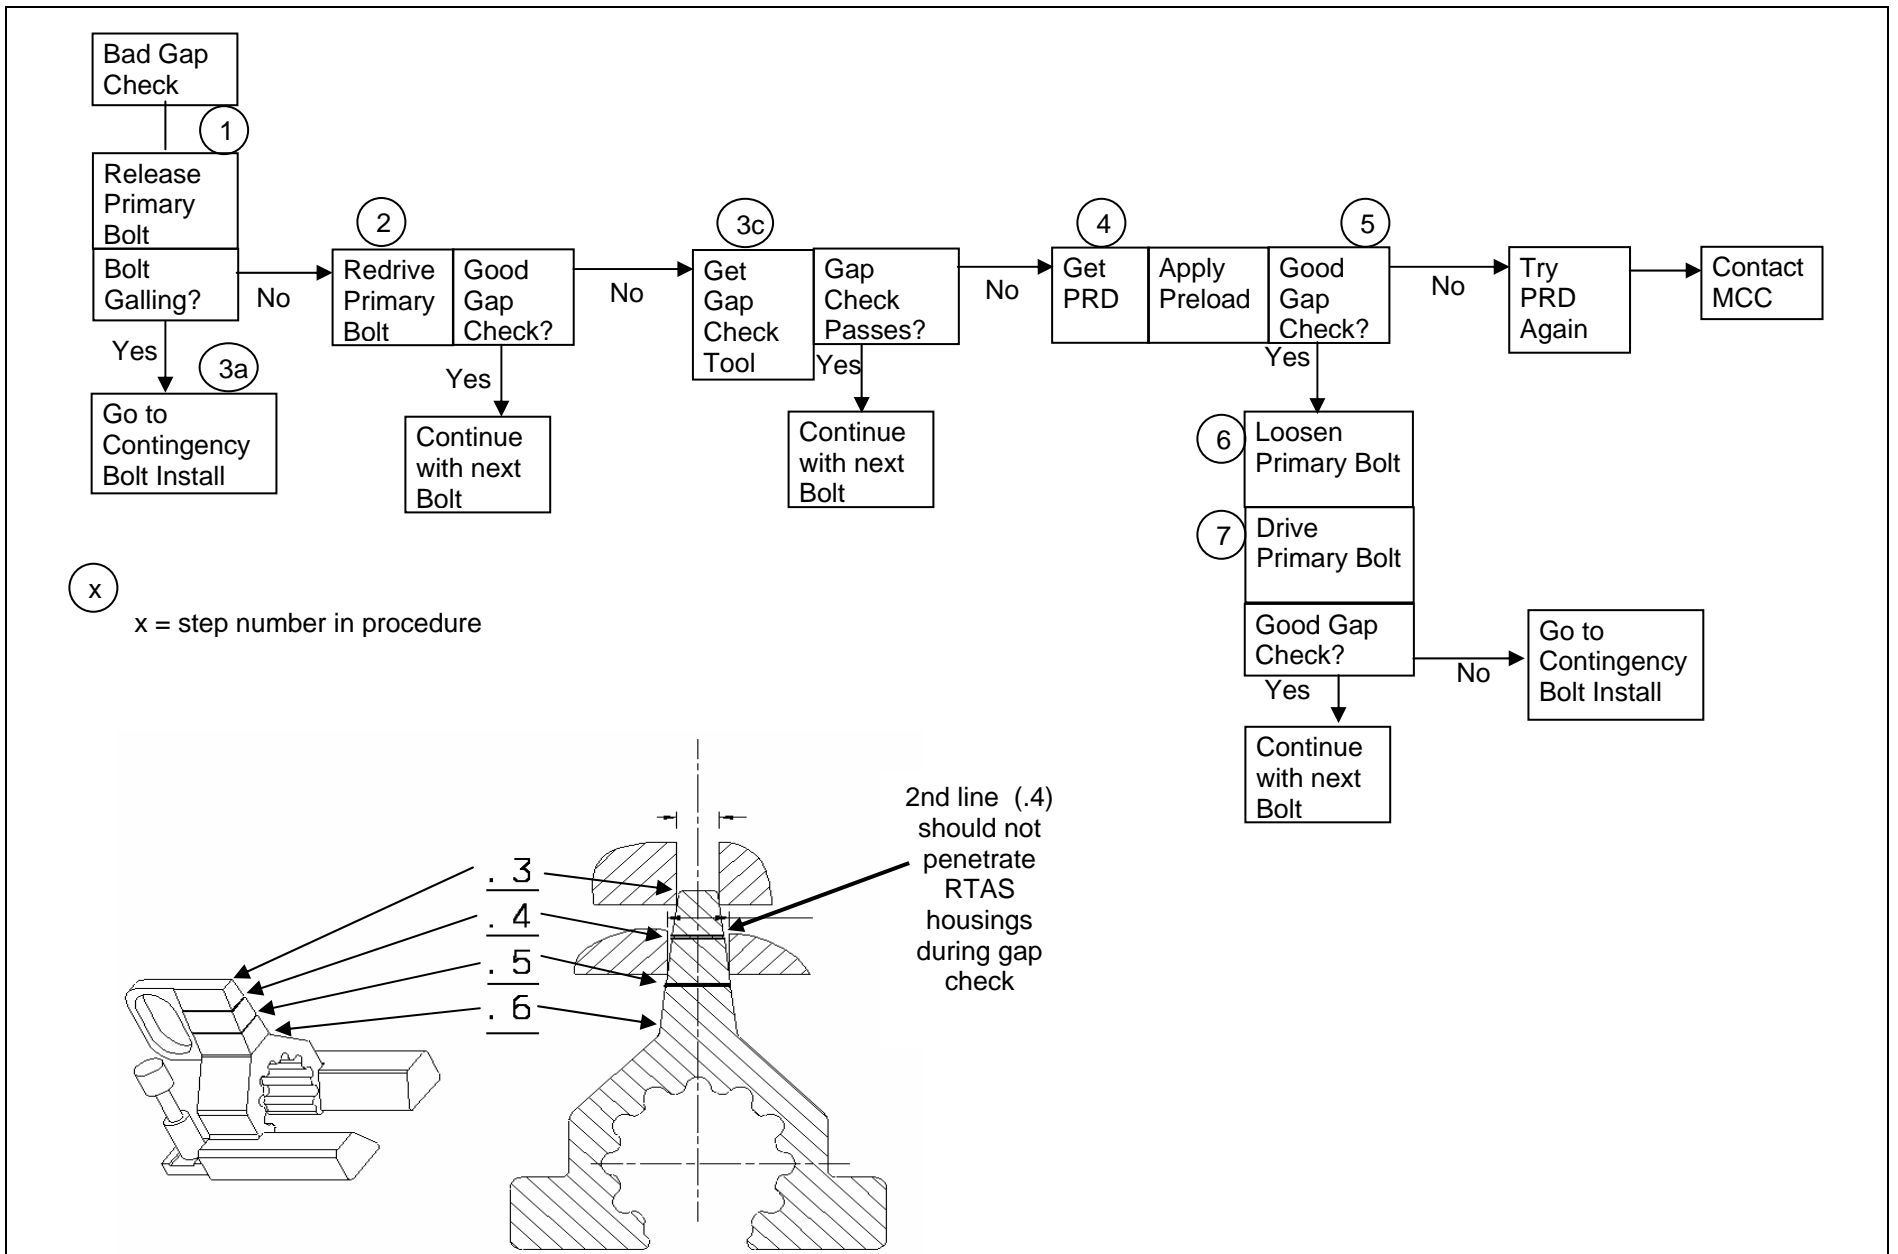 Bad Gap
Check
1
Release
Primary
Bolt
Bolt
Galling?
No
Yes
3a
Go to
Contingency
Bolt Install
2
Redrive
Primary
Bolt
Good
Gap
Check?
No
Yes
Continue
with next
Bolt
3c
Get
Gap
Check
Tool
Gap
Check
Passes?
No
Yes
Continue
with next
Bolt
4
Get
PRD
Apply
Preload
5
Good
Gap
Check?
No
Yes
Try
PRD
Again
Contact
MCC
6
Loosen
Primary Bolt
7
Drive
Primary Bolt
Good Gap
Check?
No
Yes
Go to
Contingency
Bolt Install
Continue
with next
Bolt
x
x = step number in procedure
.3
.4
.5
.6
2nd line (.4)
should not
penetrate
RTAS
housings
during gap
check